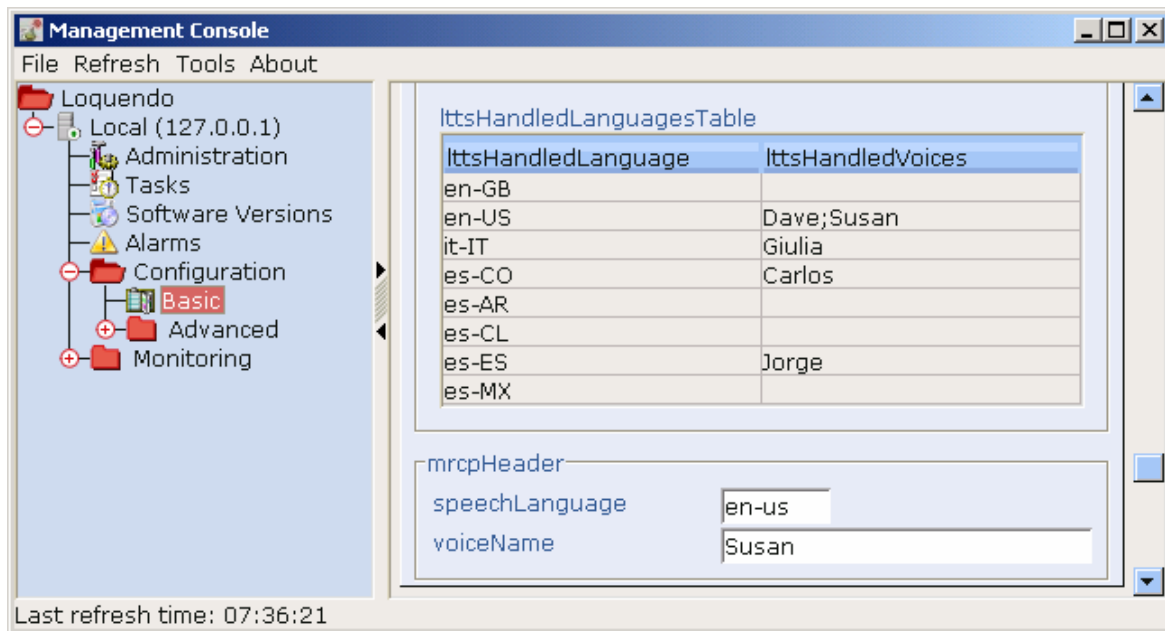 Management Console
File Refresh Tools About
Loquendo
Local (127.0.0.1)
Administration
Tasks
Software Versions
Alarms
Configuration
Basic
Advanced
Monitoring
lttsHandledLanguagesTable
lttsHandledLanguage lttsHandledVoices
en-GB
en-US Dave;Susan
it-IT Giulia
es-CO Carlos
es-AR
es-CL
es-ES Jorge
es-MX
mrcpHeader
speechLanguage en-us
voiceName Susan
Last refresh time: 07:36:21